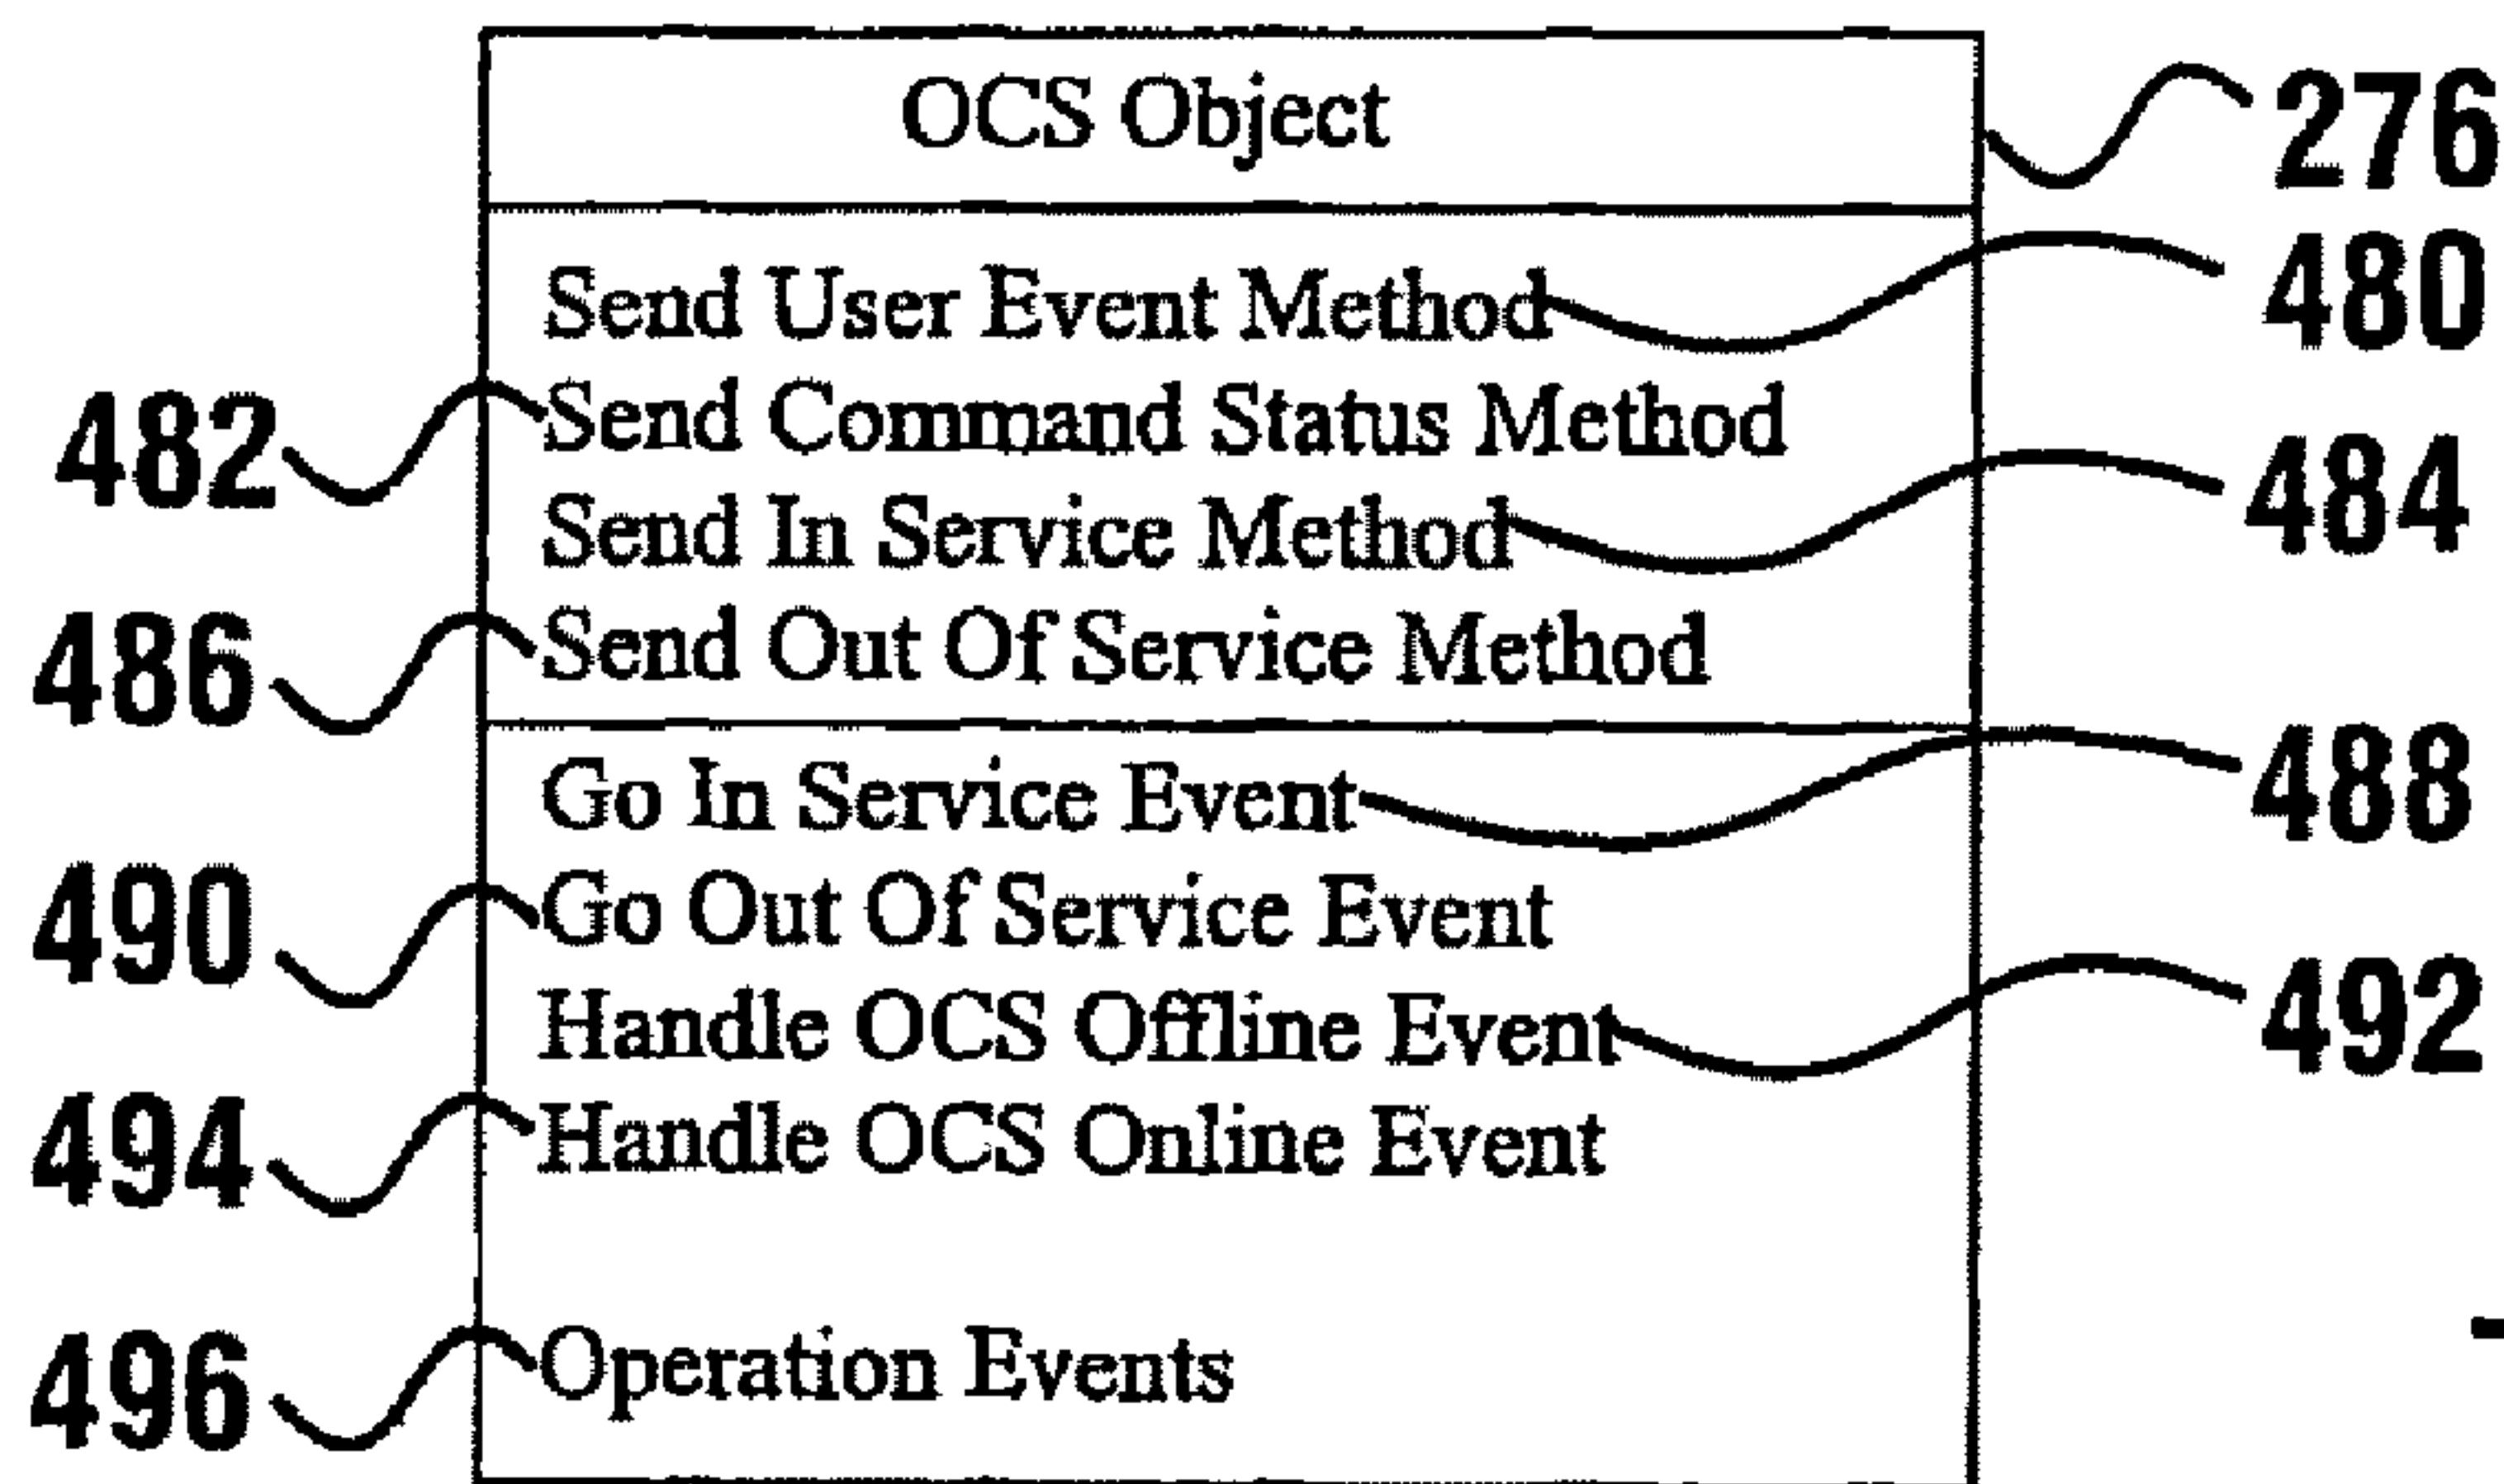 OCS Object 276
Send User Event Method 480
482 Send Command Status Method
Send In Service Method 484
486 Send Out Of Service Method
Go In Service Event 488
490 Go Out Of Service Event
Handle OCS Offline Event 492
494 Handle OCS Online Event
496 Operation Events